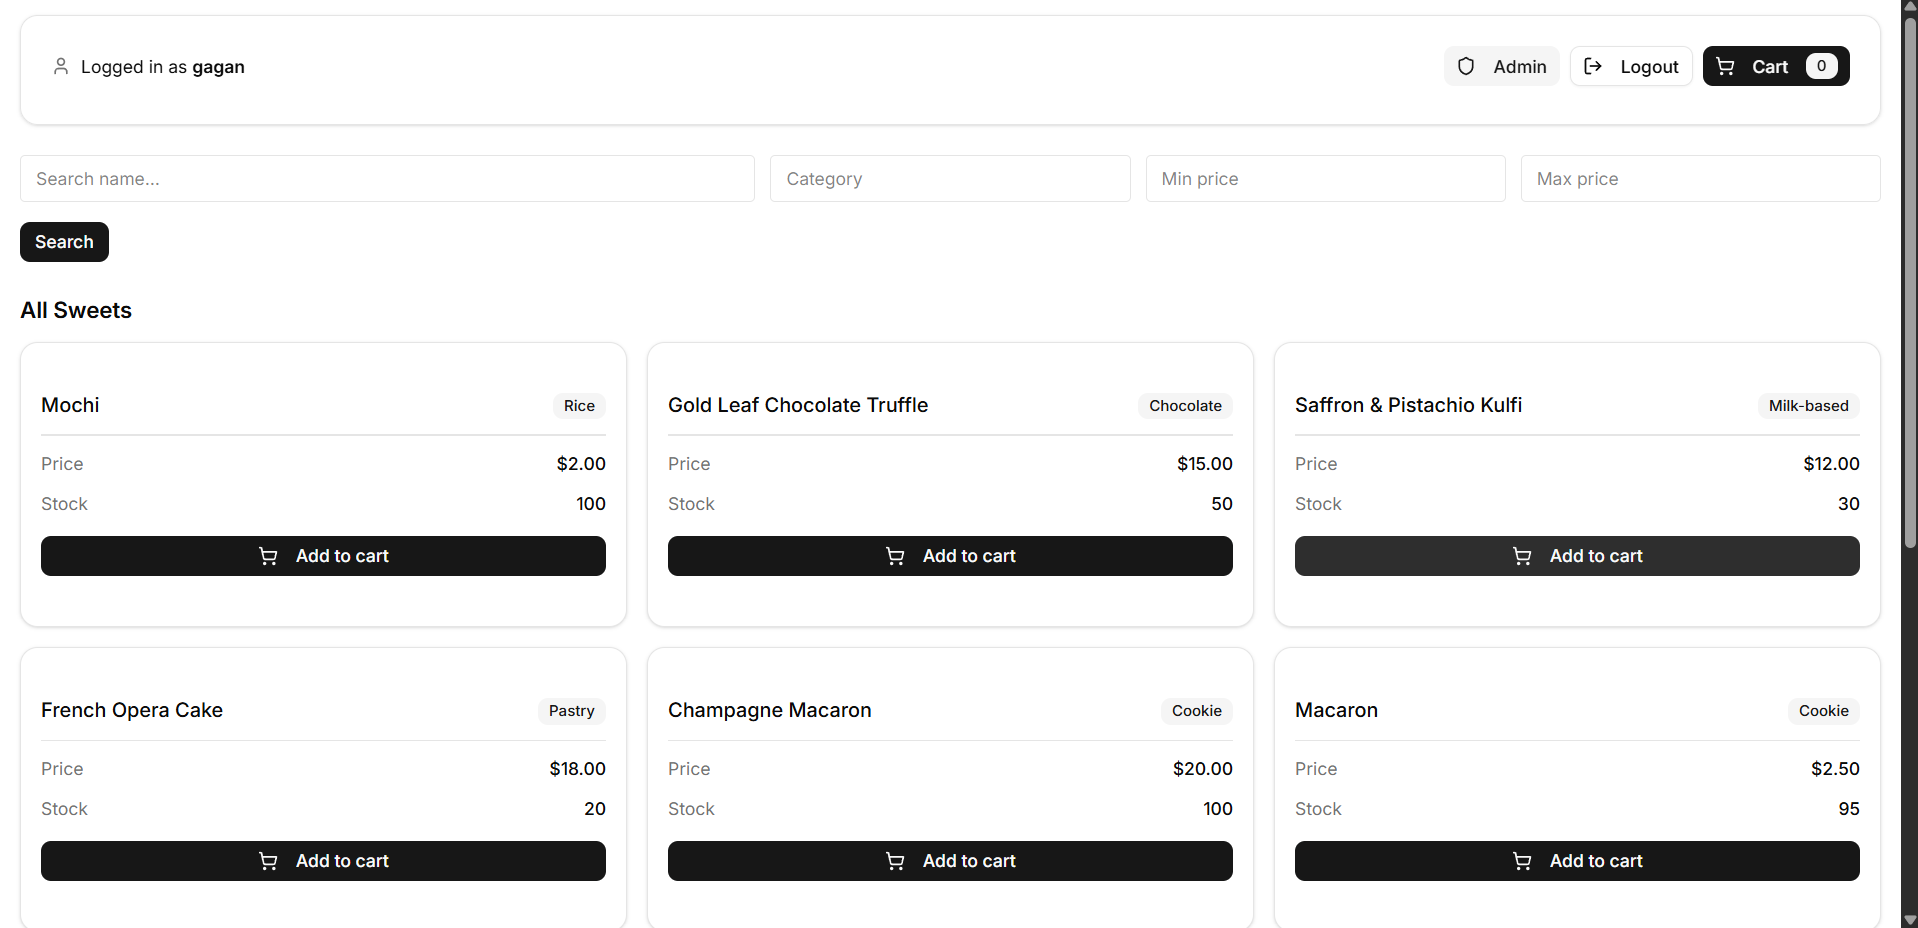 Logged in as gagan
Admin
Logout
Cart 0
Search name...
Category
Min price
Max price
Search
All Sweets
Mochi
Rice
Price
$2.00
Stock
100
Add to cart
Gold Leaf Chocolate Truffle
Chocolate
Price
$15.00
Stock
50
Add to cart
Saffron & Pistachio Kulfi
Milk-based
Price
$12.00
Stock
30
Add to cart
French Opera Cake
Pastry
Price
$18.00
Stock
20
Add to cart
Champagne Macaron
Cookie
Price
$20.00
Stock
100
Add to cart
Macaron
Cookie
Price
$2.50
Stock
95
Add to cart